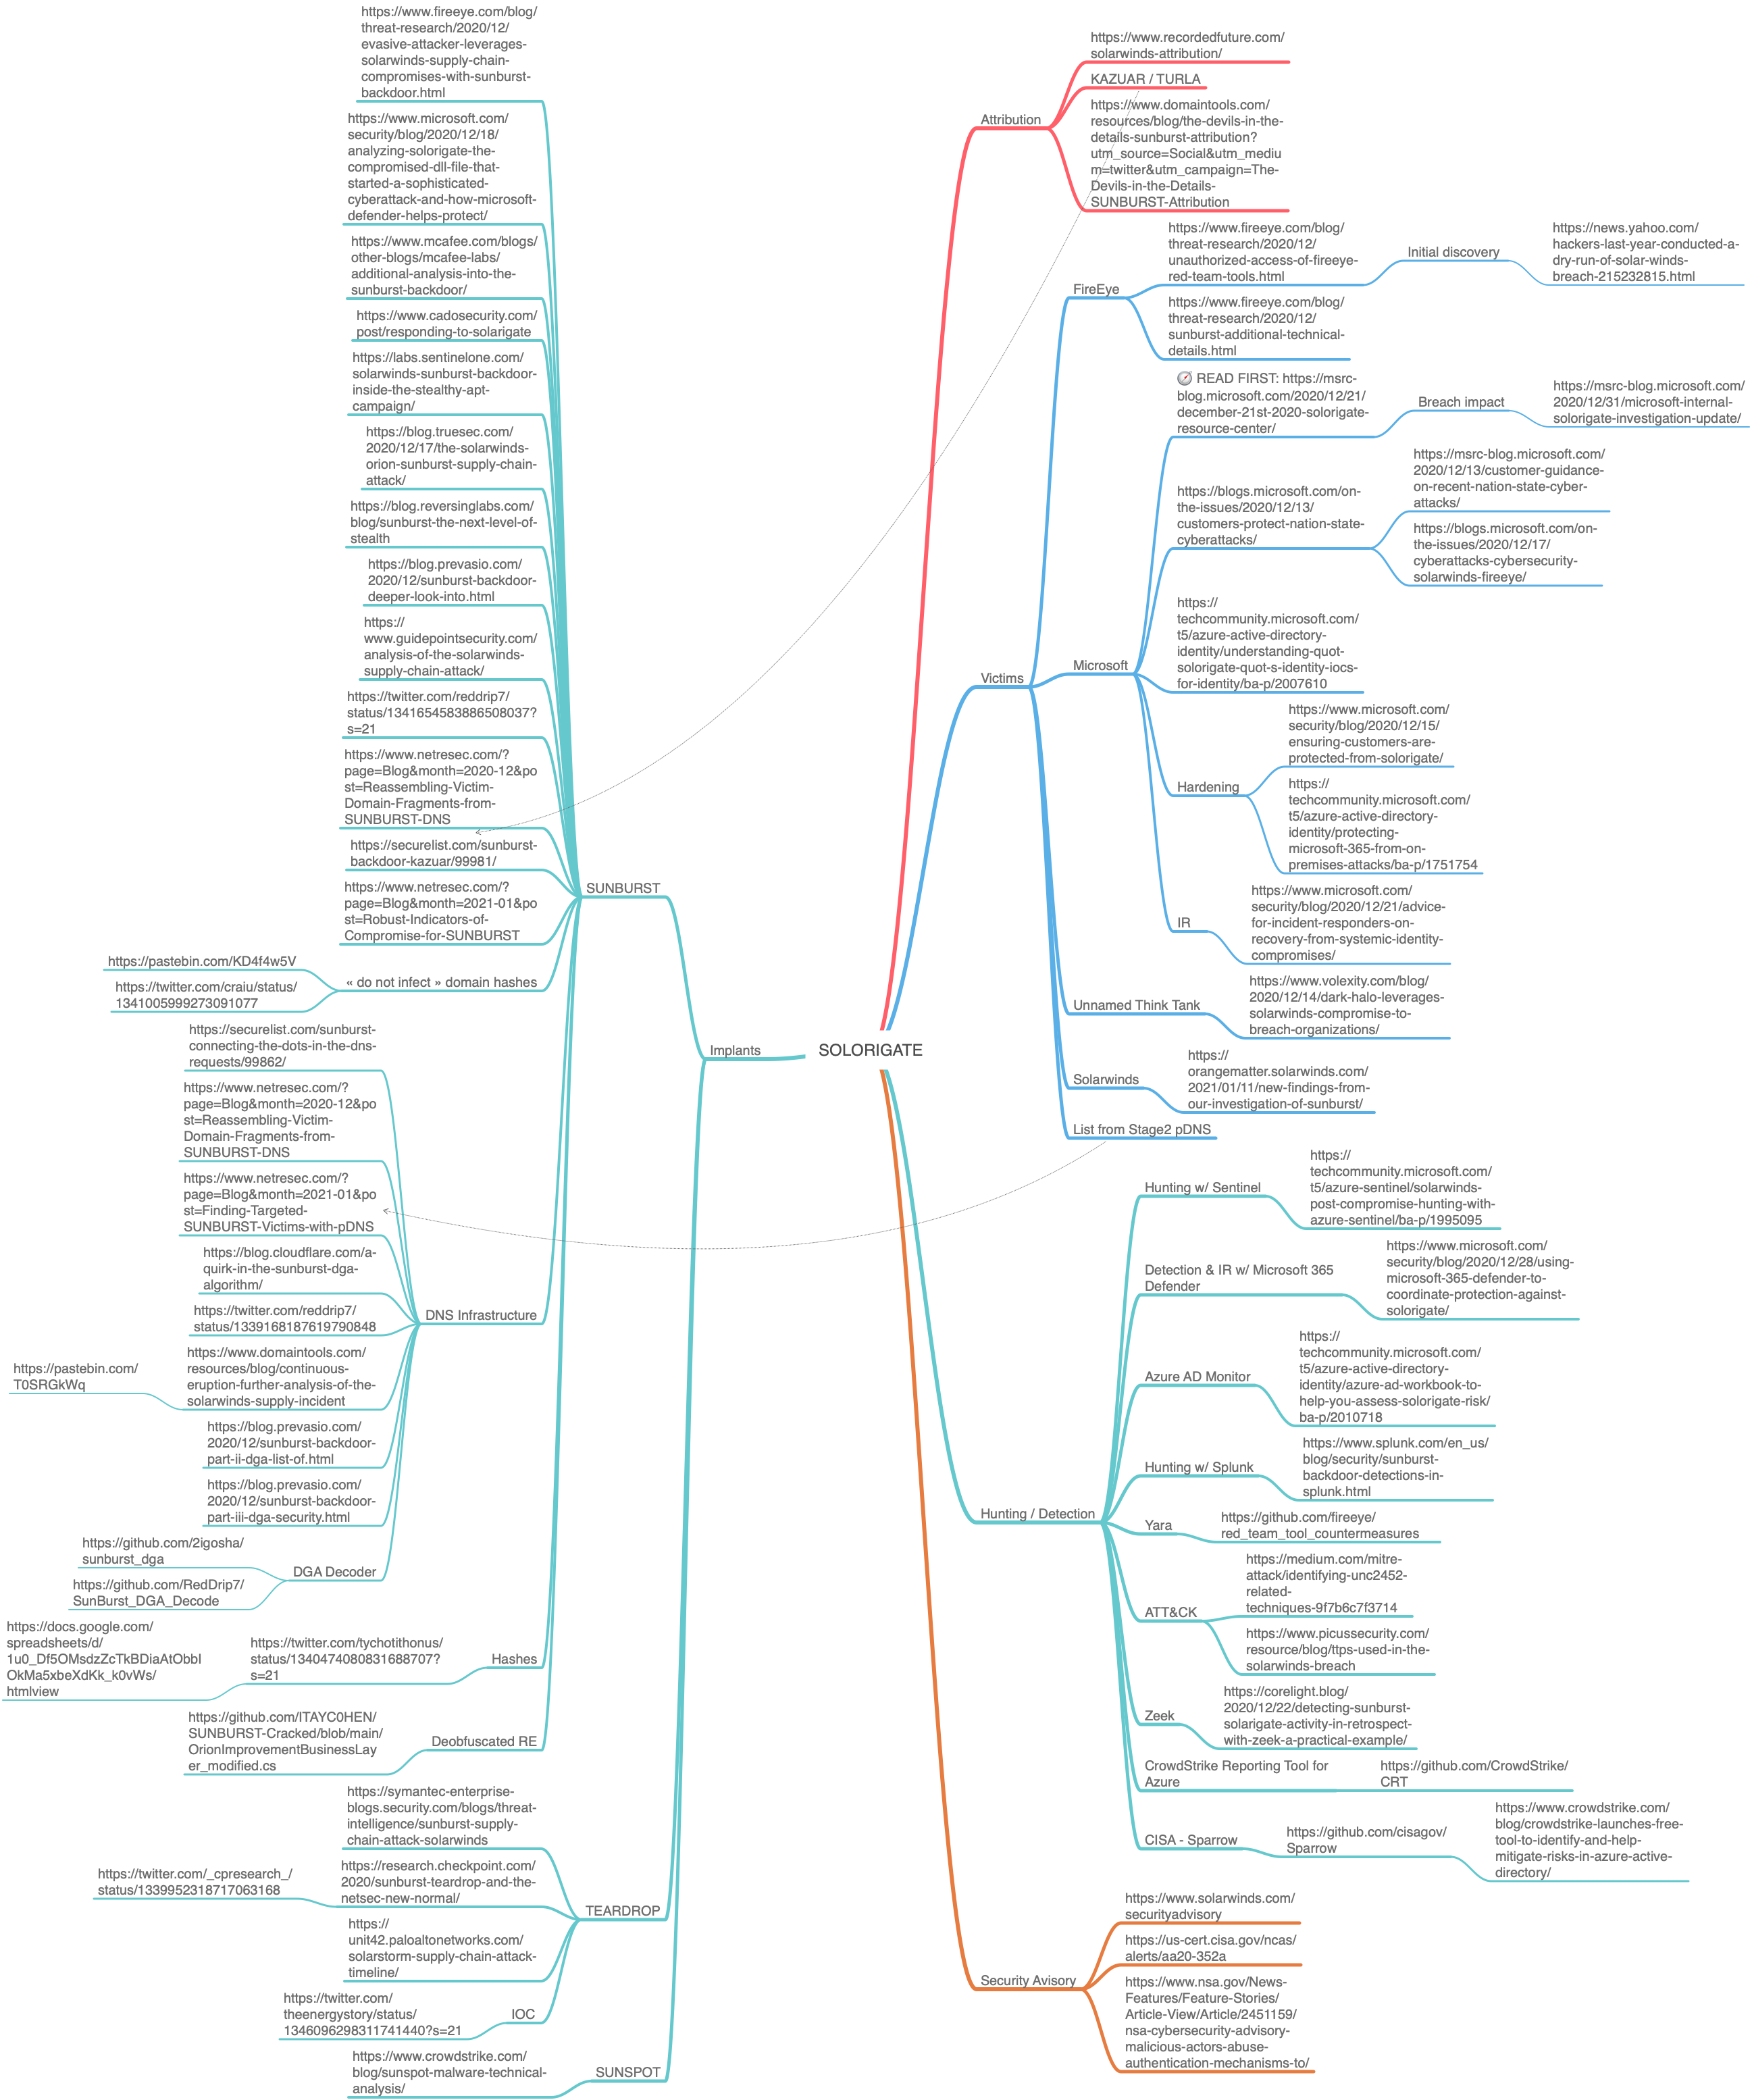 SOLORIGATE
Attribution
https://www.recordedfuture.com/
solarwinds-attribution/
KAZUAR / TURLA
https://www.domaintools.com/
resources/blog/the-devils-in-the-
details-sunburst-attribution?
utm_source=Social&utm_mediu
m=twitter&utm_campaign=The-
Devils-in-the-Details-
SUNBURST-Attribution
Victims
FireEye
https://www.fireeye.com/blog/
threat-research/2020/12/
unauthorized-access-of-fireeye-
red-team-tools.html
Initial discovery
https://news.yahoo.com/
hackers-last-year-conducted-a-
dry-run-of-solar-winds-
breach-215232815.html
https://www.fireeye.com/blog/
threat-research/2020/12/
sunburst-additional-technical-
details.html
Microsoft
READ FIRST: https://msrc-
blog.microsoft.com/2020/12/21/
december-21st-2020-solorigate-
resource-center/
Breach impact
https://msrc-blog.microsoft.com/
2020/12/31/microsoft-internal-
solorigate-investigation-update/
https://blogs.microsoft.com/on-
the-issues/2020/12/13/
customers-protect-nation-state-
cyberattacks/
https://msrc-blog.microsoft.com/
2020/12/13/customer-guidance-
on-recent-nation-state-cyber-
attacks/
https://blogs.microsoft.com/on-
the-issues/2020/12/17/
cyberattacks-cybersecurity-
solarwinds-fireeye/
https://
techcommunity.microsoft.com/
t5/azure-active-directory-
identity/understanding-quot-
solorigate-quot-s-identity-iocs-
for-identity/ba-p/2007610
Hardening
https://www.microsoft.com/
security/blog/2020/12/15/
ensuring-customers-are-
protected-from-solorigate/
https://
techcommunity.microsoft.com/
t5/azure-active-directory-
identity/protecting-
microsoft-365-from-on-
premises-attacks/ba-p/1751754
IR
https://www.microsoft.com/
security/blog/2020/12/21/advice-
for-incident-responders-on-
recovery-from-systemic-identity-
compromises/
Unnamed Think Tank
https://www.volexity.com/blog/
2020/12/14/dark-halo-leverages-
solarwinds-compromise-to-
breach-organizations/
Solarwinds
https://
orangematter.solarwinds.com/
2021/01/11/new-findings-from-
our-investigation-of-sunburst/
List from Stage2 pDNS
Hunting / Detection
Hunting w/ Sentinel
https://
techcommunity.microsoft.com/
t5/azure-sentinel/solarwinds-
post-compromise-hunting-with-
azure-sentinel/ba-p/1995095
Detection & IR w/ Microsoft 365
Defender
https://www.microsoft.com/
security/blog/2020/12/28/using-
microsoft-365-defender-to-
coordinate-protection-against-
solorigate/
Azure AD Monitor
https://
techcommunity.microsoft.com/
t5/azure-active-directory-
identity/azure-ad-workbook-to-
help-you-assess-solorigate-risk/
ba-p/2010718
Hunting w/ Splunk
https://www.splunk.com/en_us/
blog/security/sunburst-
backdoor-detections-in-
splunk.html
Yara
https://github.com/fireeye/
red_team_tool_countermeasures
ATT&CK
https://medium.com/mitre-
attack/identifying-unc2452-
related-
techniques-9f7b6c7f3714
https://www.picussecurity.com/
resource/blog/ttps-used-in-the-
solarwinds-breach
Zeek
https://corelight.blog/
2020/12/22/detecting-sunburst-
solarigate-activity-in-retrospect-
with-zeek-a-practical-example/
CrowdStrike Reporting Tool for
Azure
https://github.com/CrowdStrike/
CRT
CISA - Sparrow
https://github.com/cisagov/
Sparrow
https://www.crowdstrike.com/
blog/crowdstrike-launches-free-
tool-to-identify-and-help-
mitigate-risks-in-azure-active-
directory/
Security Avisory
https://www.solarwinds.com/
securityadvisory
https://us-cert.cisa.gov/ncas/
alerts/aa20-352a
https://www.nsa.gov/News-
Features/Feature-Stories/
Article-View/Article/2451159/
nsa-cybersecurity-advisory-
malicious-actors-abuse-
authentication-mechanisms-to/
Implants
SUNBURST
https://www.fireeye.com/blog/
threat-research/2020/12/
evasive-attacker-leverages-
solarwinds-supply-chain-
compromises-with-sunburst-
backdoor.html
https://www.microsoft.com/
security/blog/2020/12/18/
analyzing-solorigate-the-
compromised-dll-file-that-
started-a-sophisticated-
cyberattack-and-how-microsoft-
defender-helps-protect/
https://www.mcafee.com/blogs/
other-blogs/mcafee-labs/
additional-analysis-into-the-
sunburst-backdoor/
https://www.cadosecurity.com/
post/responding-to-solarigate
https://labs.sentinelone.com/
solarwinds-sunburst-backdoor-
inside-the-stealthy-apt-
campaign/
https://blog.truesec.com/
2020/12/17/the-solarwinds-
orion-sunburst-supply-chain-
attack/
https://blog.reversinglabs.com/
blog/sunburst-the-next-level-of-
stealth
https://blog.prevasio.com/
2020/12/sunburst-backdoor-
deeper-look-into.html
https://
www.guidepointsecurity.com/
analysis-of-the-solarwinds-
supply-chain-attack/
https://twitter.com/reddrip7/
status/1341654583886508037?
s=21
https://www.netresec.com/?
page=Blog&month=2020-12&po
st=Reassembling-Victim-
Domain-Fragments-from-
SUNBURST-DNS
https://securelist.com/sunburst-
backdoor-kazuar/99981/
https://www.netresec.com/?
page=Blog&month=2021-01&po
st=Robust-Indicators-of-
Compromise-for-SUNBURST
« do not infect » domain hashes
https://pastebin.com/KD4f4w5V
https://twitter.com/craiu/status/
1341005999273091077
DNS Infrastructure
https://securelist.com/sunburst-
connecting-the-dots-in-the-dns-
requests/99862/
https://www.netresec.com/?
page=Blog&month=2020-12&po
st=Reassembling-Victim-
Domain-Fragments-from-
SUNBURST-DNS
https://www.netresec.com/?
page=Blog&month=2021-01&po
st=Finding-Targeted-
SUNBURST-Victims-with-pDNS
https://blog.cloudflare.com/a-
quirk-in-the-sunburst-dga-
algorithm/
https://twitter.com/reddrip7/
status/1339168187619790848
https://www.domaintools.com/
resources/blog/continuous-
eruption-further-analysis-of-the-
solarwinds-supply-incident
https://pastebin.com/
T0SRGkWq
https://blog.prevasio.com/
2020/12/sunburst-backdoor-
part-ii-dga-list-of.html
https://blog.prevasio.com/
2020/12/sunburst-backdoor-
part-iii-dga-security.html
DGA Decoder
https://github.com/2igosha/
sunburst_dga
https://github.com/RedDrip7/
SunBurst_DGA_Decode
Hashes
https://twitter.com/tychotithonus/
status/1340474080831688707?
s=21
https://docs.google.com/
spreadsheets/d/
1u0_Df5OMsdzZcTkBDiaAtObbI
OkMa5xbeXdKk_k0vWs/
htmlview
Deobfuscated RE
https://github.com/ITAYC0HEN/
SUNBURST-Cracked/blob/main/
OrionImprovementBusinessLay
er_modified.cs
TEARDROP
https://symantec-enterprise-
blogs.security.com/blogs/threat-
intelligence/sunburst-supply-
chain-attack-solarwinds
https://research.checkpoint.com/
2020/sunburst-teardrop-and-the-
netsec-new-normal/
https://twitter.com/_cpresearch_/
status/1339952318717063168
https://
unit42.paloaltonetworks.com/
solarstorm-supply-chain-attack-
timeline/
IOC
https://twitter.com/
theenergystory/status/
1346096298311741440?s=21
SUNSPOT
https://www.crowdstrike.com/
blog/sunspot-malware-technical-
analysis/